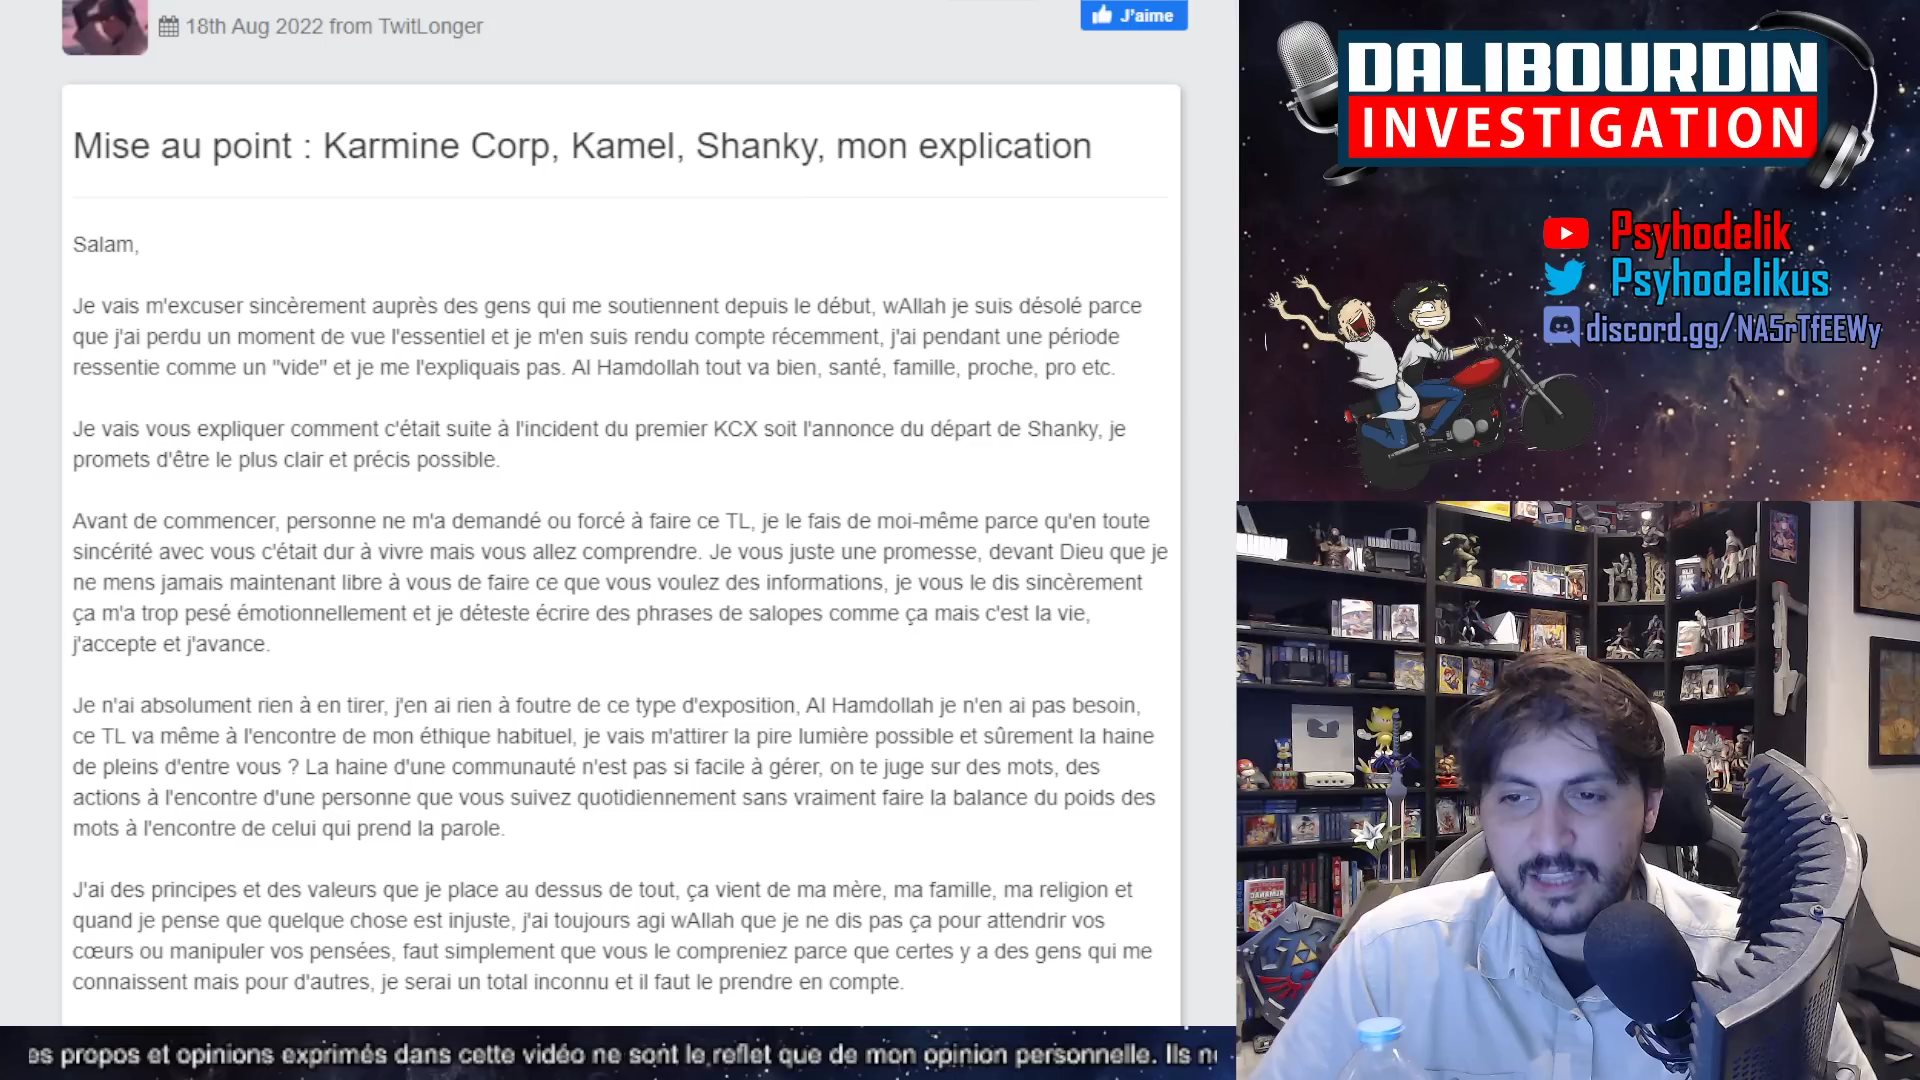 18th Aug 2022 from TwitLonger
J'aime
Mise au point : Karmine Corp, Kamel, Shanky, mon explication
Salam,
Je vais m'excuser sincèrement auprès des gens qui me soutiennent depuis le début, wAllah je suis désolé parce
que j'ai perdu un moment de vue l'essentiel et je m'en suis rendu compte récemment, j'ai pendant une période
ressentie comme un "vide" et je me l'expliquais pas. Al Hamdollah tout va bien, santé, famille, proche, pro etc.
Je vais vous expliquer comment c'était suite à l'incident du premier KCX soit l'annonce du départ de Shanky, je
promets d'être le plus clair et précis possible.
Avant de commencer, personne ne m'a demandé ou forcé à faire ce TL, je le fais de moi-même parce qu'en toute
sincérité avec vous c'était dur à vivre mais vous allez comprendre. Je vous juste une promesse, devant Dieu que je
ne mens jamais maintenant libre à vous de faire ce que vous voulez des informations, je vous le dis sincèrement
ça m'a trop pesé émotionnellement et je déteste écrire des phrases de salopes comme ça mais c'est la vie,
j'accepte et j'avance.
Je n'ai absolument rien à en tirer, j'en ai rien à foutre de ce type d'exposition, Al Hamdollah je n'en ai pas besoin,
ce TL va même à l'encontre de mon éthique habituel, je vais m'attirer la pire lumière possible et sûrement la haine
de pleins d'entre vous ? La haine d'une communauté n'est pas si facile à gérer, on te juge sur des mots, des
actions à l'encontre d'une personne que vous suivez quotidiennement sans vraiment faire la balance du poids des
mots à l'encontre de celui qui prend la parole.
J'ai des principes et des valeurs que je place au dessus de tout, ça vient de ma mère, ma famille, ma religion et
quand je pense que quelque chose est injuste, j'ai toujours agi wAllah que je ne dis pas ça pour attendrir vos
cœurs ou manipuler vos pensées, faut simplement que vous le compreniez parce que certes y a des gens qui me
connaissent mais pour d'autres, je serai un total inconnu et il faut le prendre en compte.
es propos et opinions exprimés dans cette vidéo ne sont le reflet que de mon opinion personnelle. Ils n
DALIBOURDIN
INVESTIGATION
Psyhodelik
Psyhodelikus
discord.gg/NA5rTfEEWy